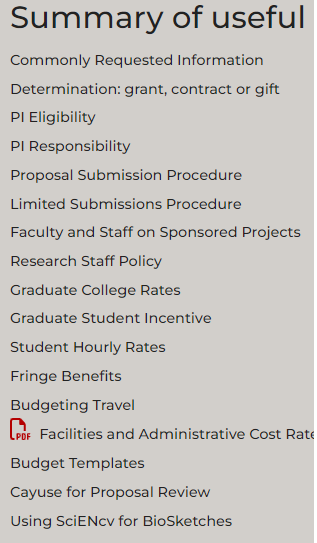 Summary of useful
Commonly Requested Information
Determination: grant, contract or gift
PI Eligibility
PI Responsibility
Proposal Submission Procedure
Limited Submissions Procedure
Faculty and Staff on Sponsored Projects
Research Staff Policy
Graduate College Rates
Graduate Student Incentive
Student Hourly Rates
Fringe Benefits
Budgeting Travel
PDF Facilities and Administrative Cost Rate
Budget Templates
Cayuse for Proposal Review
Using SciENcv for BioSketches